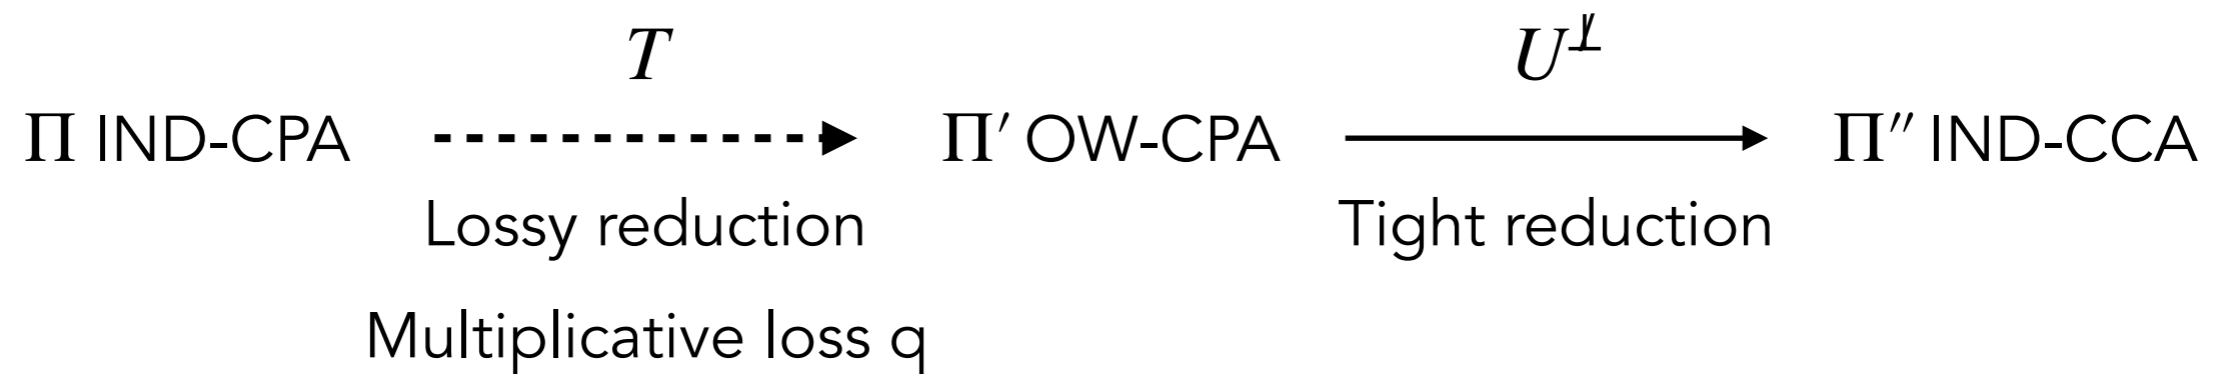 T U^⊥̸
Π IND-CPA Π′ OW-CPA Π″ IND-CCA
Lossy reduction Tight reduction
Multiplicative loss q